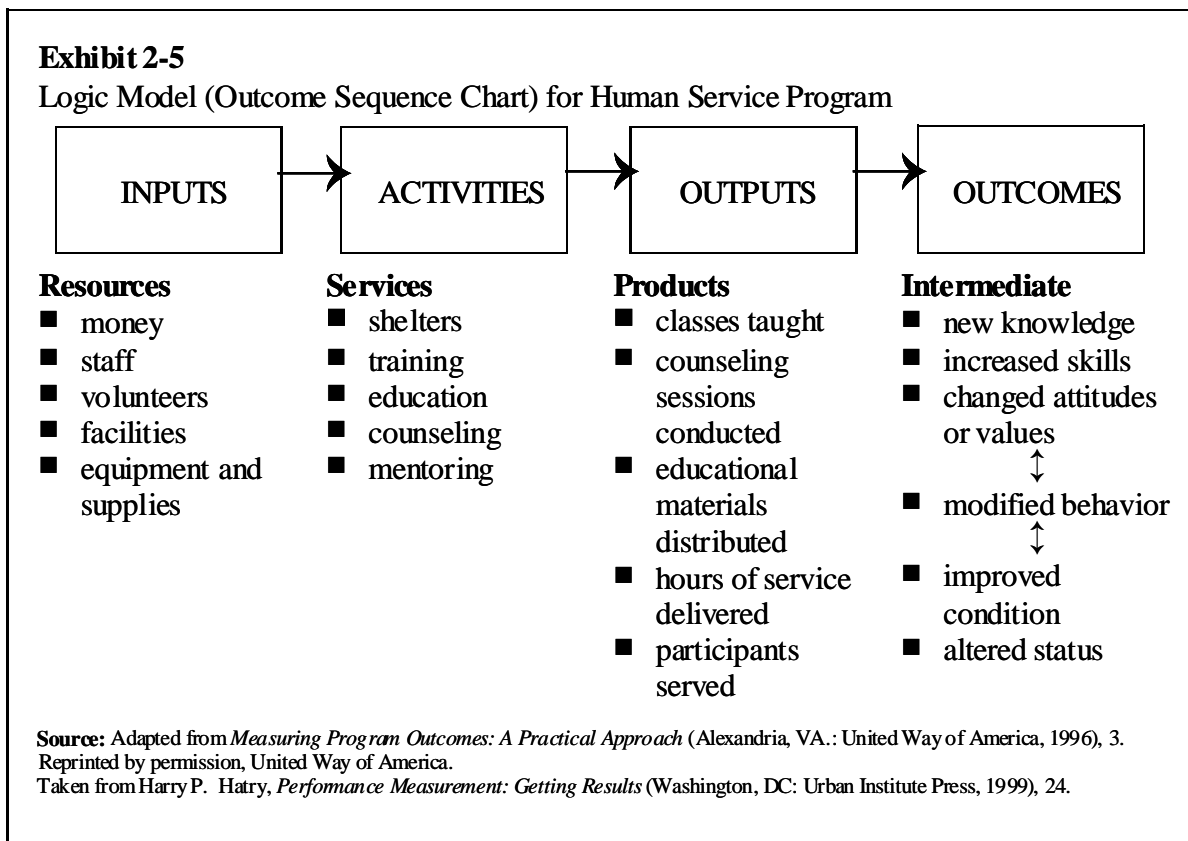 Exhibit 2-5
Logic Model (Outcome Sequence Chart) for Human Service Program
INPUTS
ACTIVITIES
OUTPUTS
OUTCOMES
Resources
■ money
■ staff
■ volunteers
■ facilities
■ equipment and
supplies
Services
■ shelters
■ training
■ education
■ counseling
■ mentoring
Products
■ classes taught
■ counseling
sessions
conducted
■ educational
materials
distributed
■ hours of service
delivered
■ participants
served
Intermediate
■ new knowledge
■ increased skills
■ changed attitudes
or values
■ modified behavior
■ improved
condition
■ altered status
Source: Adapted from Measuring Program Outcomes: A Practical Approach (Alexandria, VA.: United Way of America, 1996), 3.
Reprinted by permission, United Way of America.
Taken from Harry P. Hatry, Performance Measurement: Getting Results (Washington, DC: Urban Institute Press, 1999), 24.